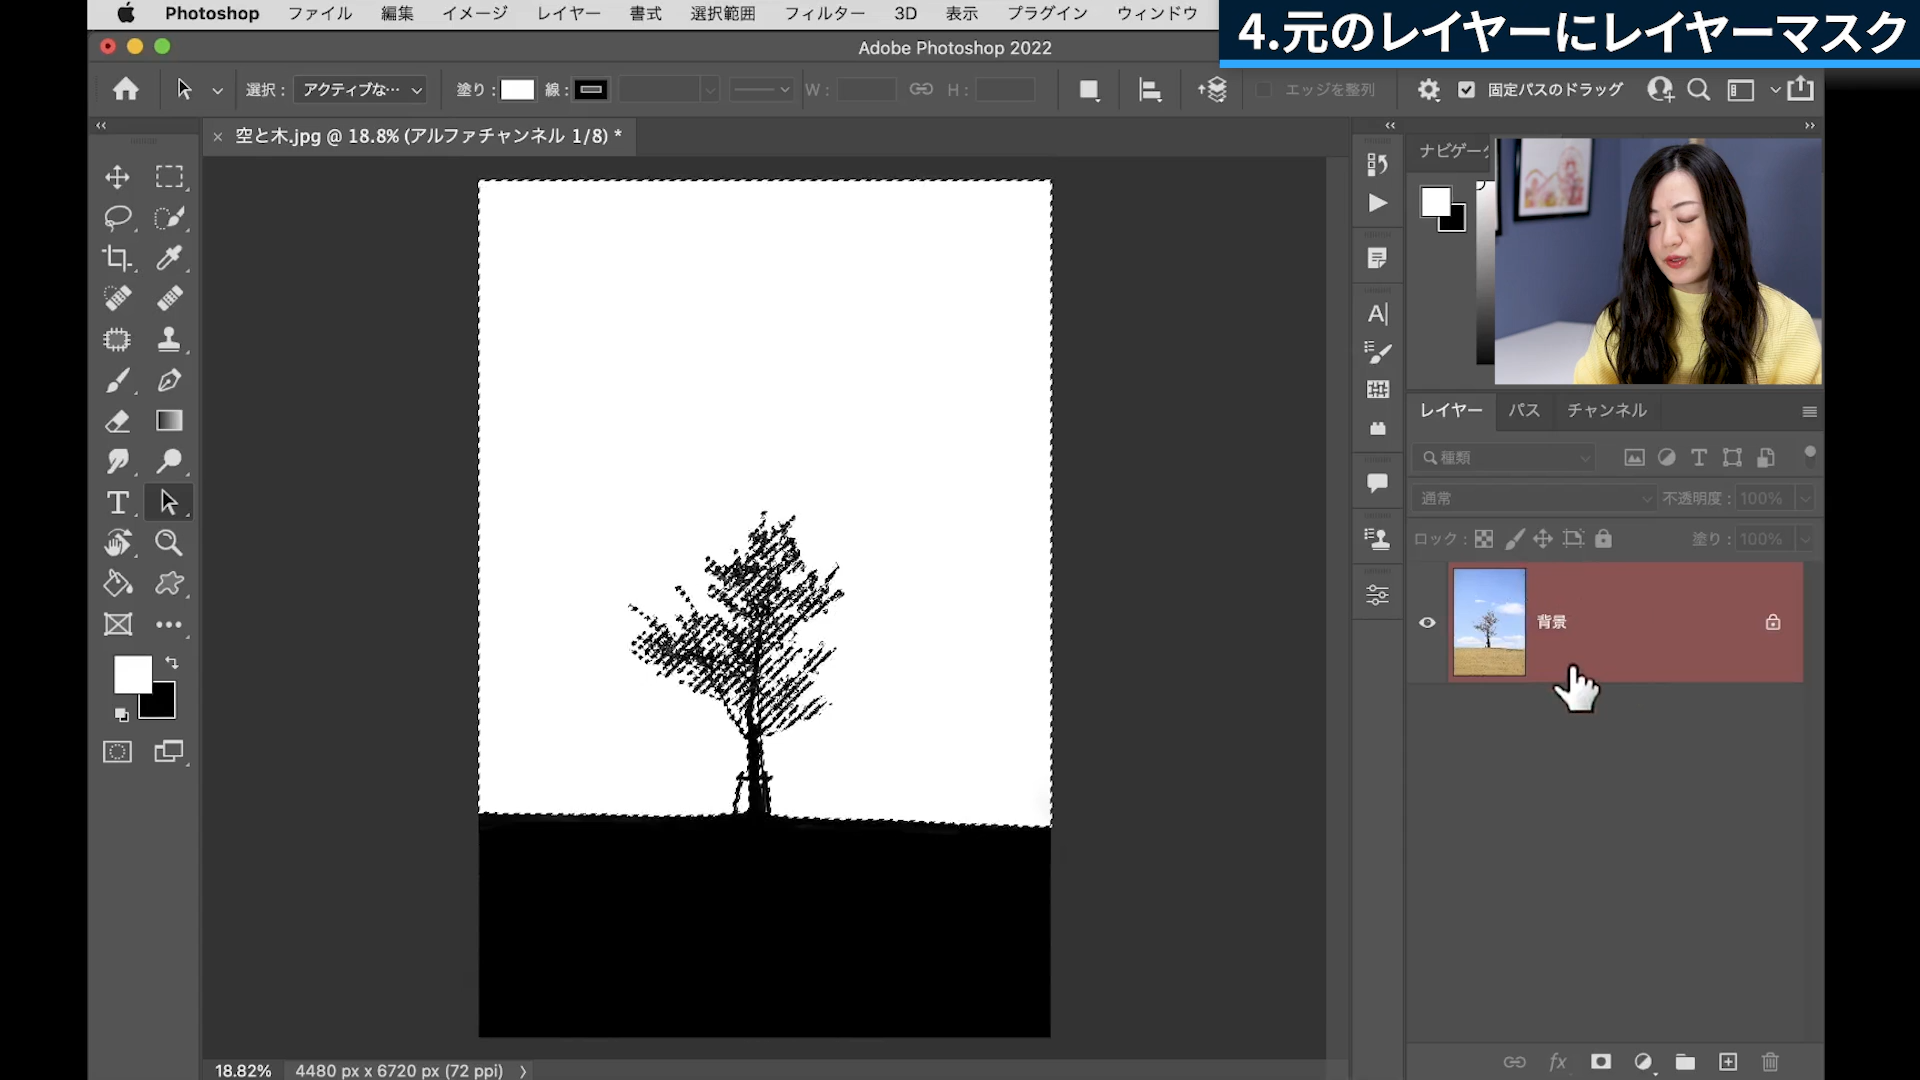 Photoshop ファイル 編集 イメージ レイヤー 書式 選択範囲 フィルター 3D 表示 プラグイン ウィンドウ
4.元のレイヤーにレイヤーマスク
Adobe Photoshop 2022
選択： アクティブな… 塗り： 線： W： H： エッジを整列 固定パスのドラッグ
空と木.jpg @ 18.8% (アルファチャンネル 1/8) *
ナビゲー
レイヤー パス チャンネル
種類
通常 不透明度： 100%
ロック： 塗り： 100%
背景
18.82% 4480 px x 6720 px (72 ppi)